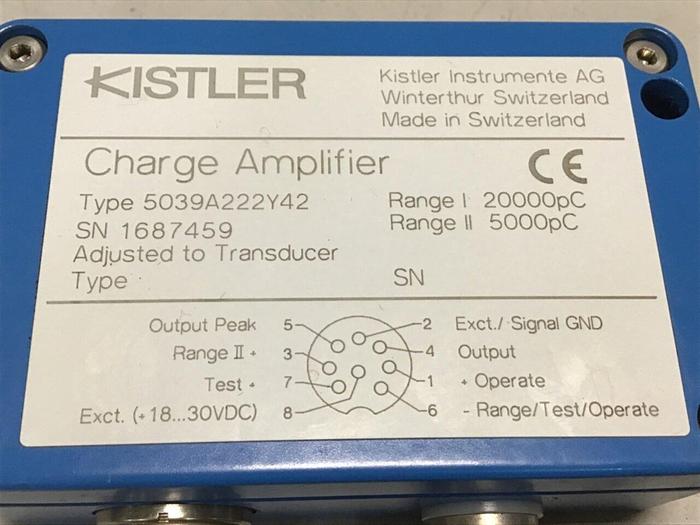 KISTLER
Kistler Instrumente AG
Winterthur Switzerland
Made in Switzerland
Charge Amplifier
CE
Type 5039A222Y42
Range I 20000pC
SN 1687459
Range II 5000pC
Adjusted to Transducer
Type
SN
Output Peak 5
2 Exct./ Signal GND
Range II + 3
4 Output
Test + 7
1 + Operate
Exct. (+18...30VDC) 8
6 - Range/Test/Operate